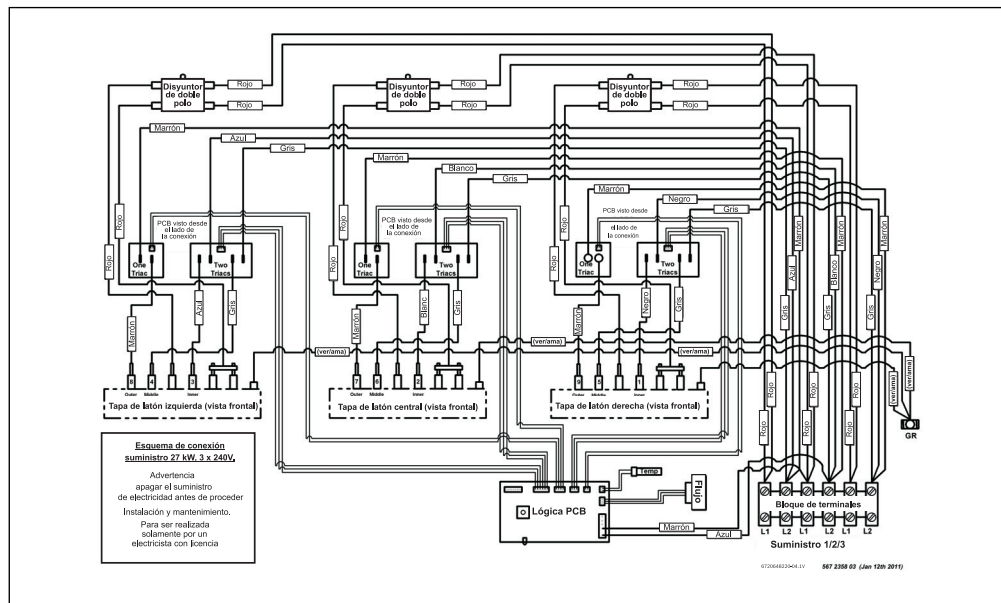 Disyuntor
de doble
polo
Rojo
Rojo
Disyuntor
de doble
polo
Rojo
Rojo
Disyuntor
de doble
polo
Rojo
Rojo
Marrón
Azul
Gris
Marrón
Blanco
Gris
Marrón
Negro
Gris
Rojo
Rojo
Rojo
Rojo
Rojo
Rojo
PCB visto desde
el lado de
la conexión
PCB visto desde
el lado de
la conexión
PCB visto desde
el lado de
la conexión
One
Triac
Two
Triacs
One
Triac
Two
Triacs
One
Triac
Two
Triacs
Marrón
Azul
Gris
Marrón
Blanc
Gris
Marrón
Negro
Gris
Gris
Azul
Marrón
Marrón
Gris
Blanco
Marrón
Gris
Negro
Marrón
(ver/ama)
(ver/ama)
(ver/ama)
(ver/ama)
(ver/ama)
8
4
3
Outer
Middle
Inner
7
6
2
Outer
Middle
Inner
9
5
1
Outer
Middle
Inner
Tapa de latón izquierda (vista frontal)
Tapa de latón central (vista frontal)
Tapa de latón derecha (vista frontal)
GR
Rojo
Rojo
Rojo
Rojo
Rojo
Rojo
Esquema de conexión
suministro 27 kW, 3 x 240V,
Advertencia
apagar el suministro
de electricidad antes de proceder
Instalación y mantenimiento.
Para ser realizada
solamente por un
electricista con licencia
Temp
Flujo
Lógica PCB
Marrón
Azul
Bloque de terminales
L1
L2
L1
L2
L1
L2
Suministro 1/2/3
6720648220-04.1V
567 2358 03 (Jan 12th 2011)